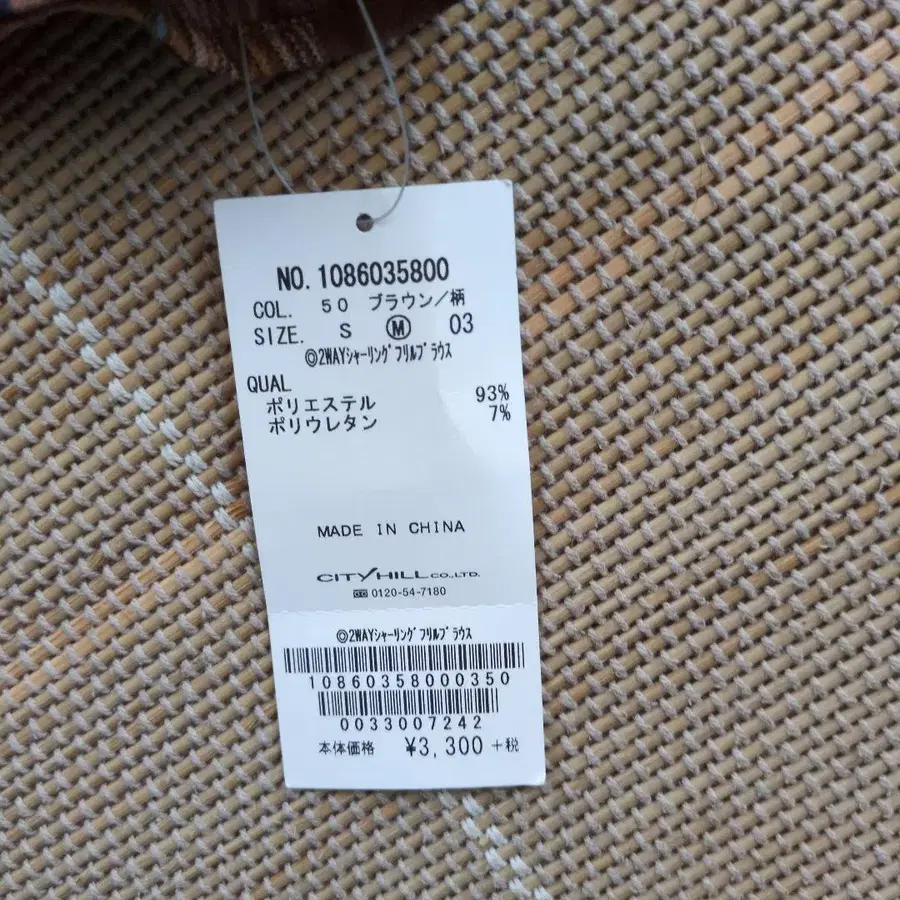 NO. 1086035800
COL. 50 ブラウン/柄
SIZE. S Ⓜ 03
◎2WAYシャーリングフリルブラウス
QUAL
ポリエステル 93%
ポリウレタン 7%
MADE IN CHINA
CITY HILL CO.,LTD.
0120-54-7180
◎2WAYシャーリングフリルブラウス
10860358000350
0033007242
本体価格 ¥3,300+税